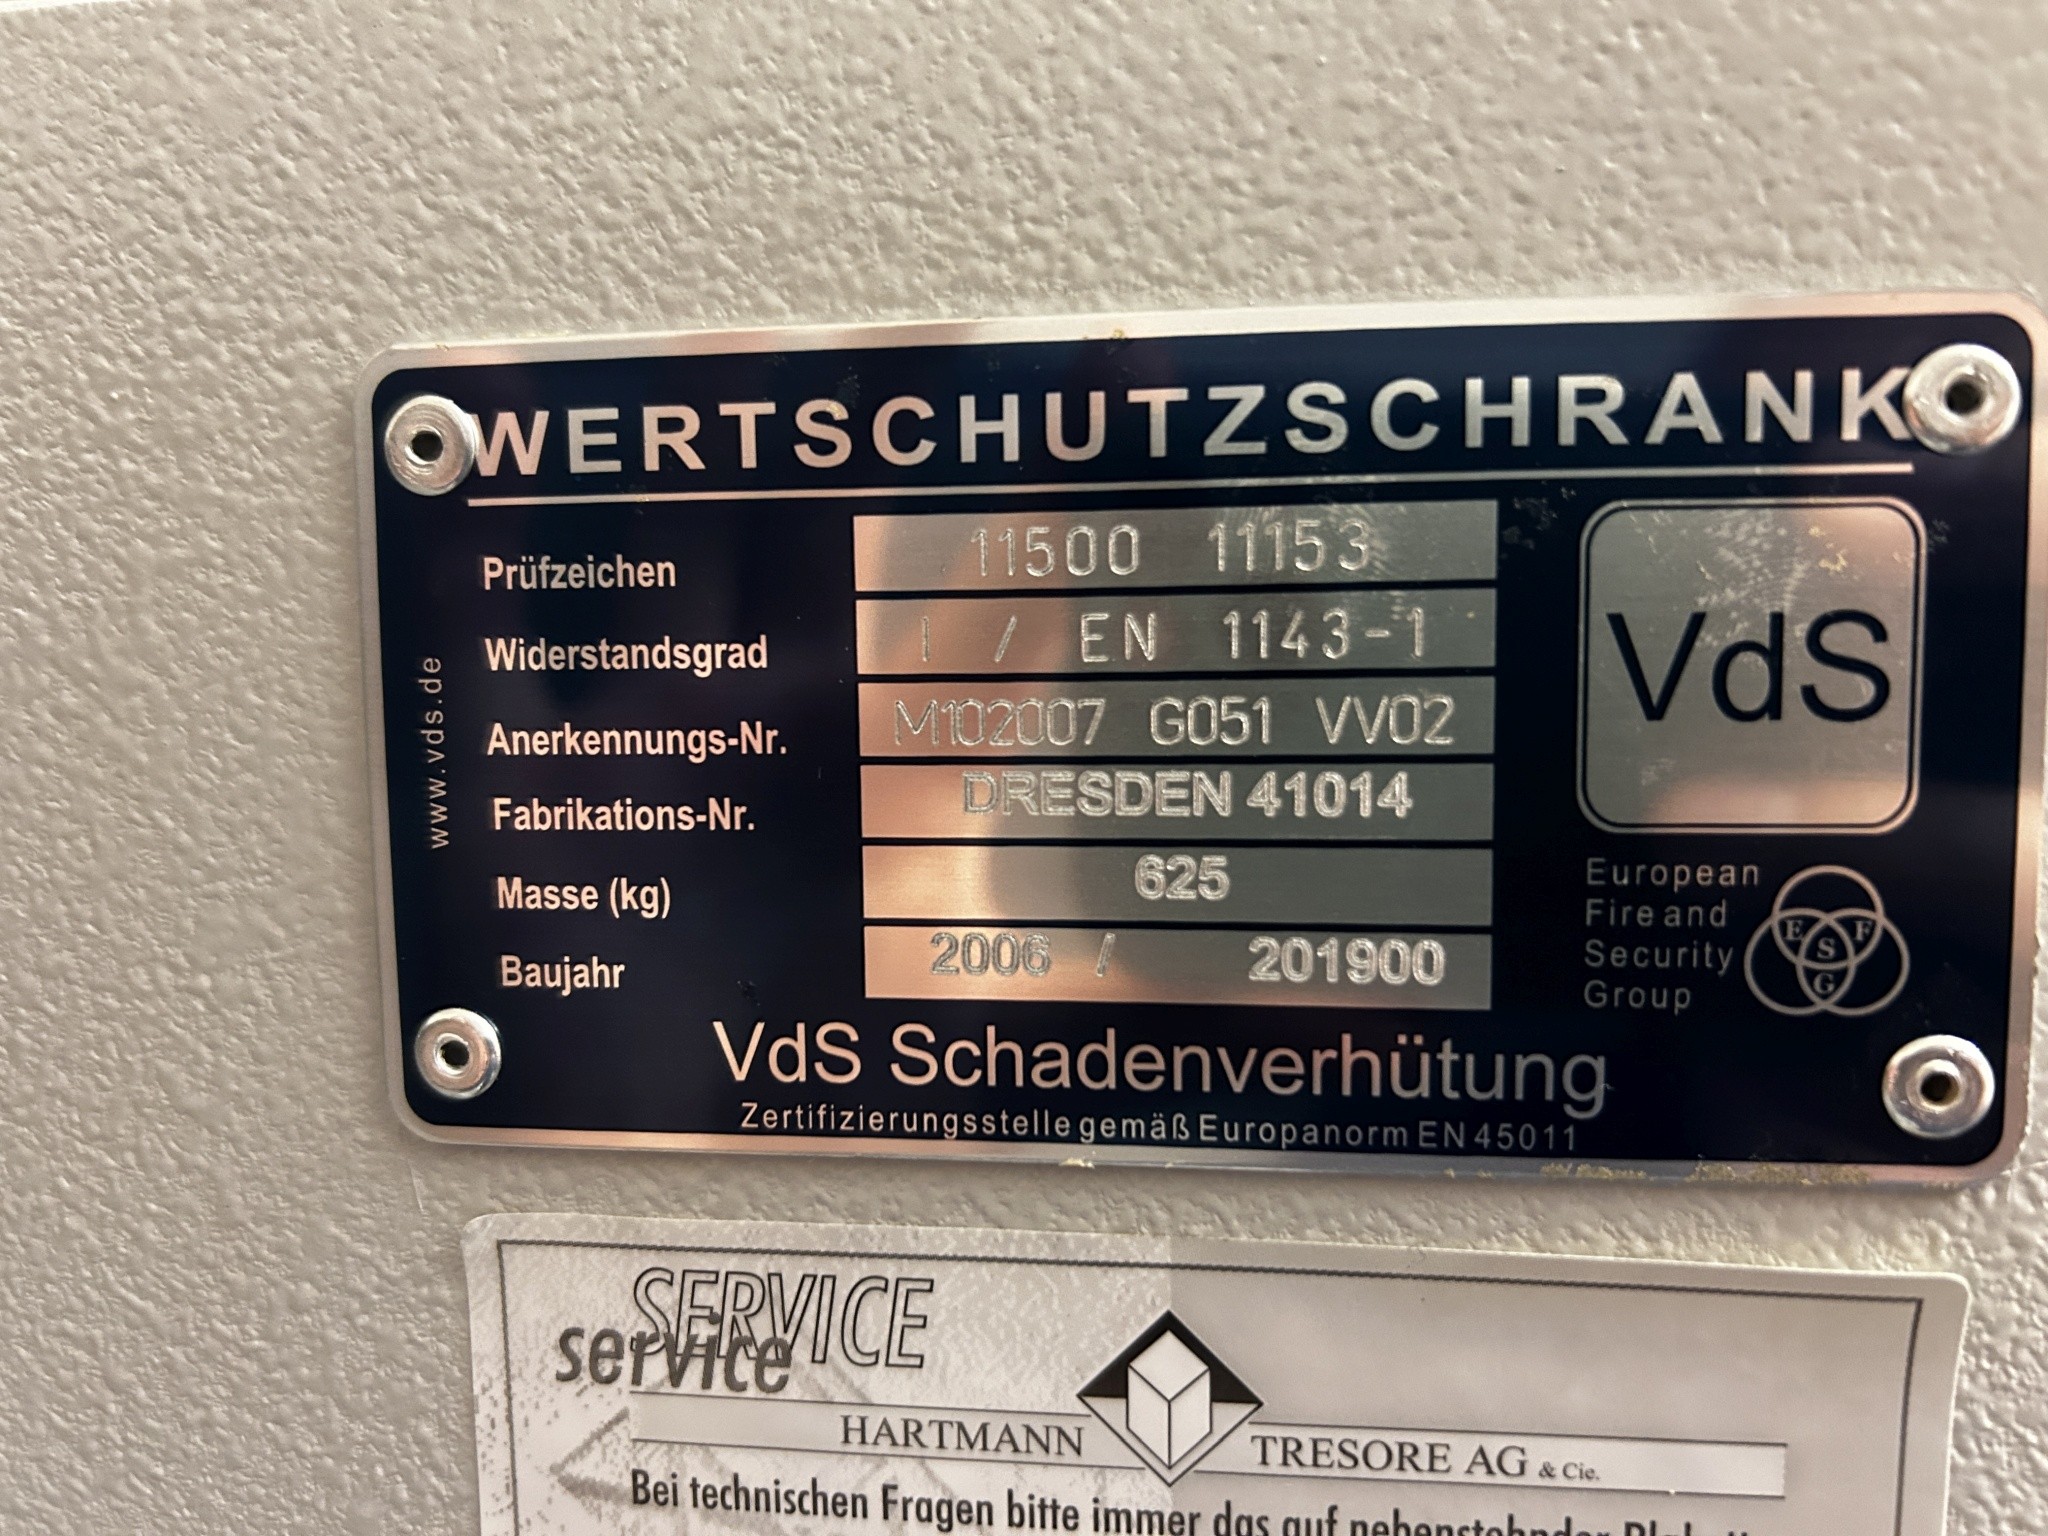 WERTSCHUTZSCHRANK
Prüfzeichen 11500 11153
Widerstandsgrad I / EN 1143-1
Anerkennungs-Nr. M102007 G051 VV02
Fabrikations-Nr. DRESDEN 41014
Masse (kg) 625
Baujahr 2006 / 201900
www.vds.de
VdS
European
Fire and
Security
Group
E F
S
G
VdS Schadenverhütung
Zertifizierungsstelle gemäß Europanorm EN 45011
SERVICE
service
HARTMANN TRESORE AG & Cie.
Bei technischen Fragen bitte immer das auf nebenstehender